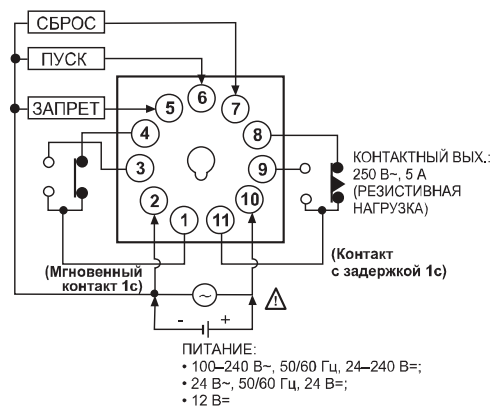 СБРОС
ПУСК
ЗАПРЕТ
5
6
7
4
8
3
9
2
10
1
11
КОНТАКТНЫЙ ВЫХ.:
250 В~, 5 А
(РЕЗИСТИВНАЯ
НАГРУЗКА)
(Мгновенный
контакт 1с)
(Контакт
с задержкой 1с)
~
!
- +
ПИТАНИЕ:
• 100–240 В~, 50/60 Гц, 24–240 В=;
• 24 В~, 50/60 Гц, 24 В=;
• 12 В=